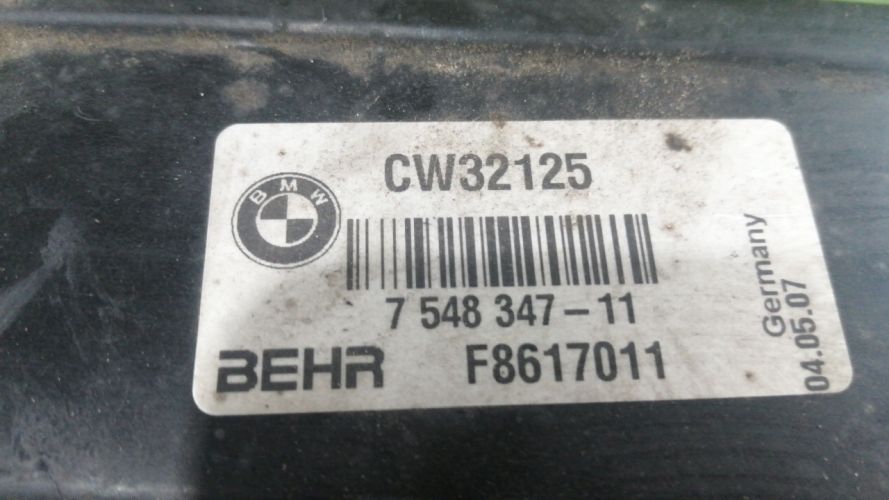 CW32125
BMW
7 548 347 – 11
BEHR F8617011
Germany
04.05.07